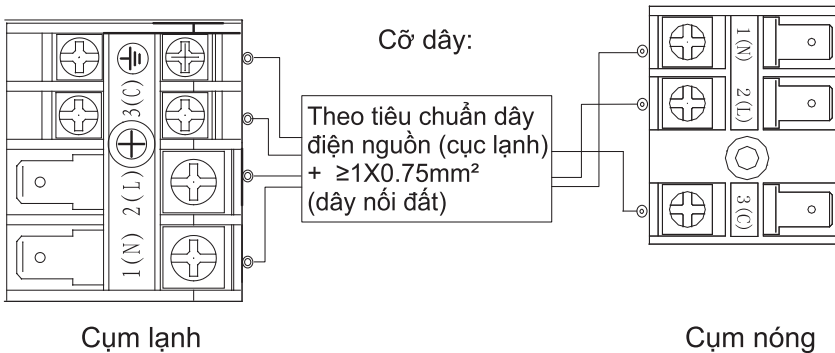 Cỡ dây:
Theo tiêu chuẩn dây
điện nguồn (cục lạnh)
+ ≥1X0.75mm²
(dây nối đất)
3(C)
2(L)
1(N)
1(N)
2(L)
3(C)
Cụm lạnh
Cụm nóng